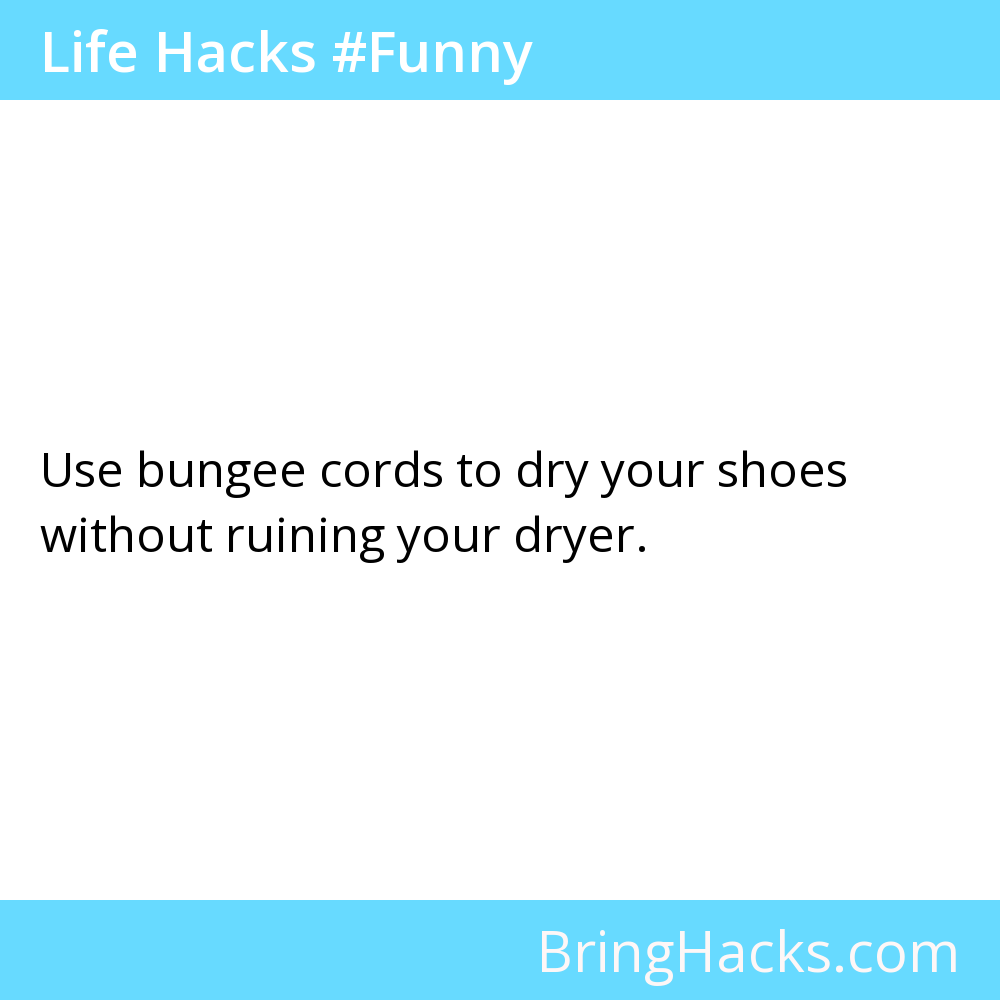 Life Hacks #Funny
Use bungee cords to dry your shoes
without ruining your dryer.
BringHacks.com